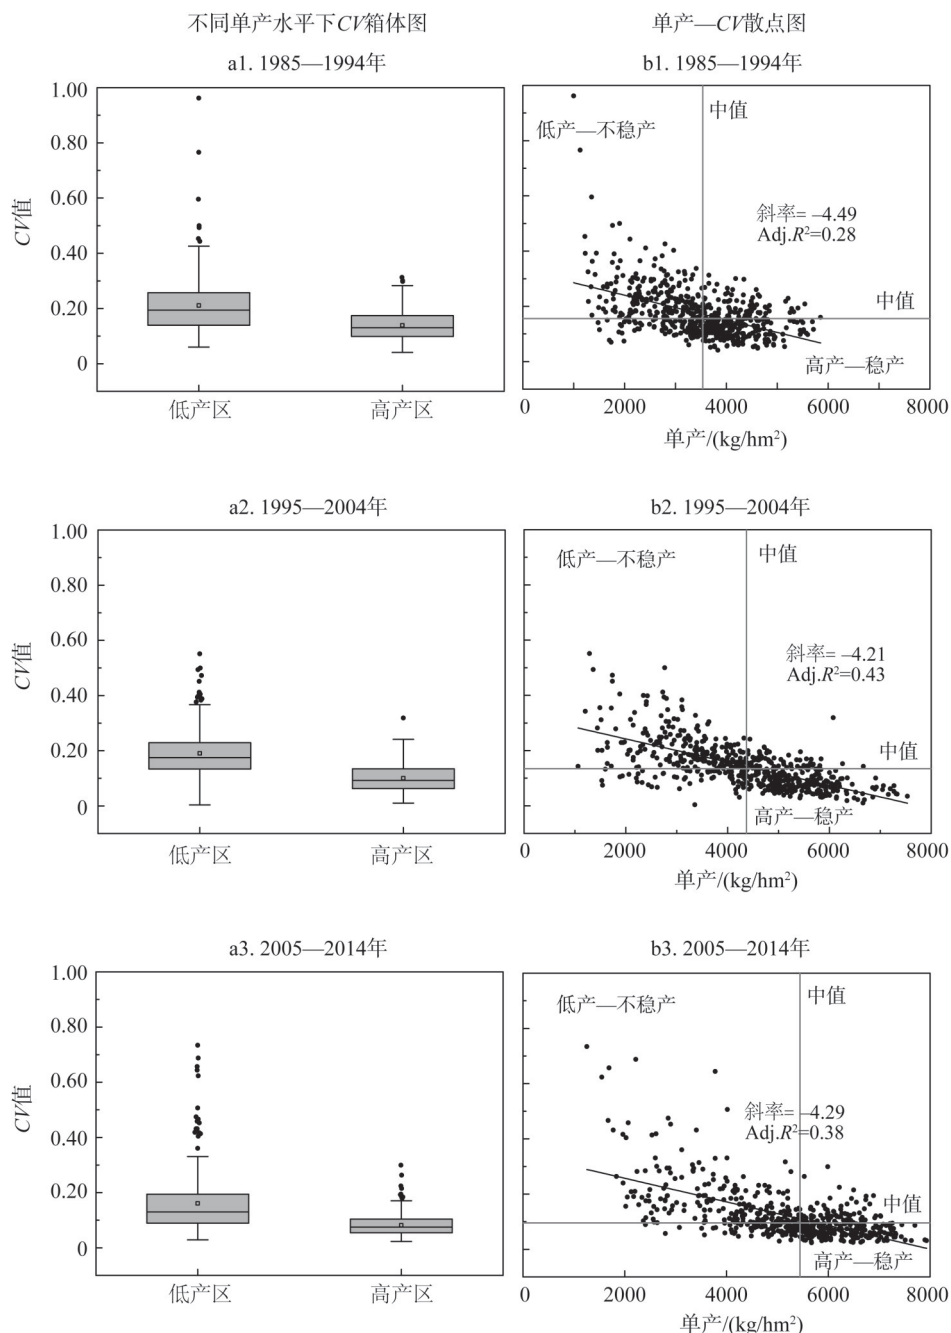 不同单产水平下CV箱体图
单产—CV散点图
a1. 1985—1994年
b1. 1985—1994年
1.00
0.80
0.60
0.40
0.20
0
CV值
低产区
高产区
中值
低产—不稳产
斜率= –4.49
Adj.R²=0.28
中值
高产—稳产
0
2000
4000
6000
8000
单产/(kg/hm²)
a2. 1995—2004年
b2. 1995—2004年
1.00
0.80
0.60
0.40
0.20
0
CV值
低产区
高产区
低产—不稳产
中值
斜率= –4.21
Adj.R²=0.43
中值
高产—稳产
0
2000
4000
6000
8000
单产/(kg/hm²)
a3. 2005—2014年
b3. 2005—2014年
1.00
0.80
0.60
0.40
0.20
0
CV值
低产区
高产区
低产—不稳产
中值
斜率= –4.29
Adj.R²=0.38
中值
高产—稳产
0
2000
4000
6000
8000
单产/(kg/hm²)